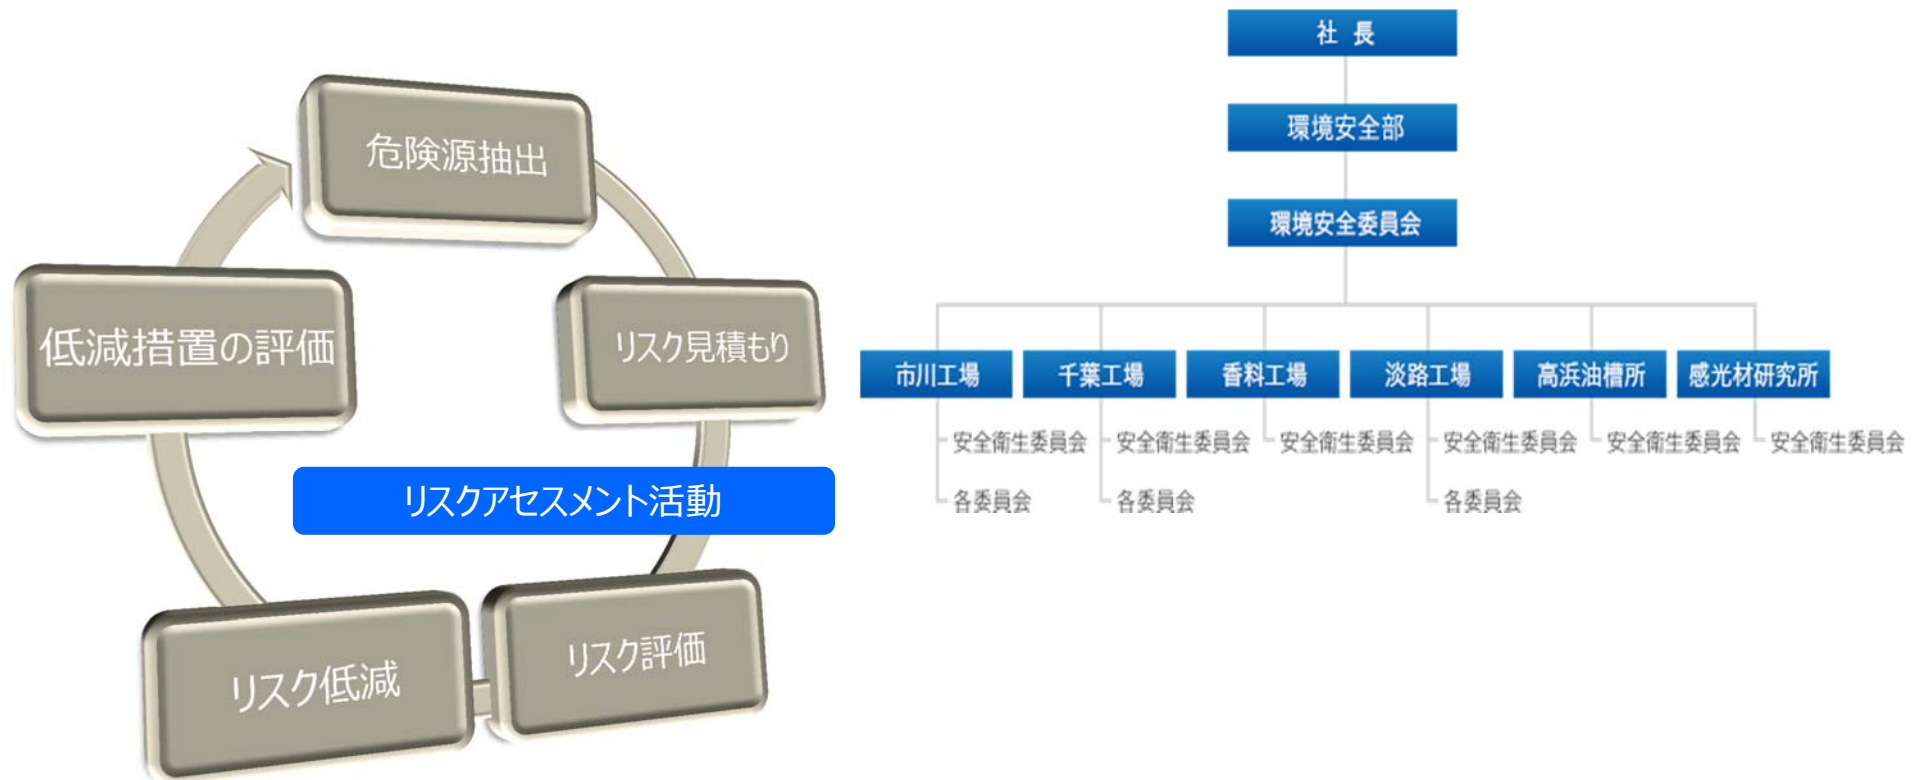 危険源抽出
リスク見積もり
リスク評価
リスク低減
低減措置の評価
リスクアセスメント活動
社 長
環境安全部
環境安全委員会
市川工場
安全衛生委員会
各委員会
千葉工場
安全衛生委員会
各委員会
香料工場
安全衛生委員会
淡路工場
安全衛生委員会
各委員会
高浜油槽所
安全衛生委員会
感光材研究所
安全衛生委員会